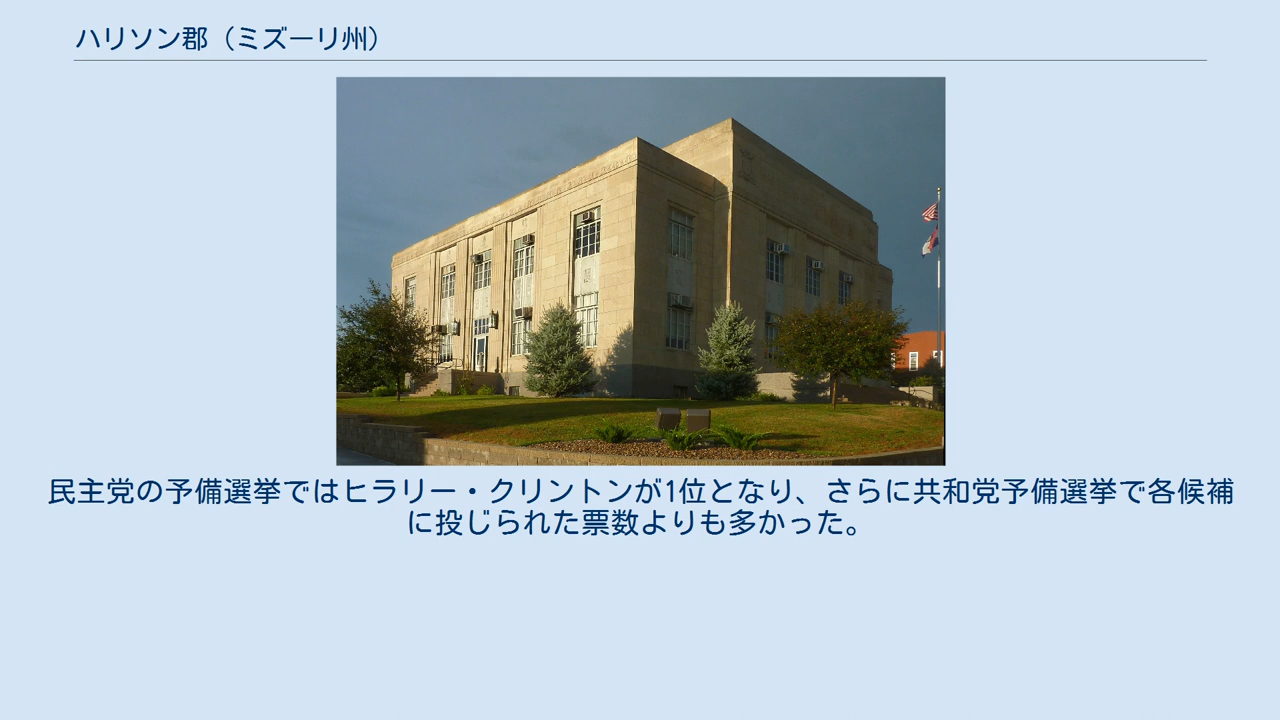 ハリソン郡（ミズーリ州）
民主党の予備選挙ではヒラリー・クリントンが1位となり、さらに共和党予備選挙で各候補
に投じられた票数よりも多かった。